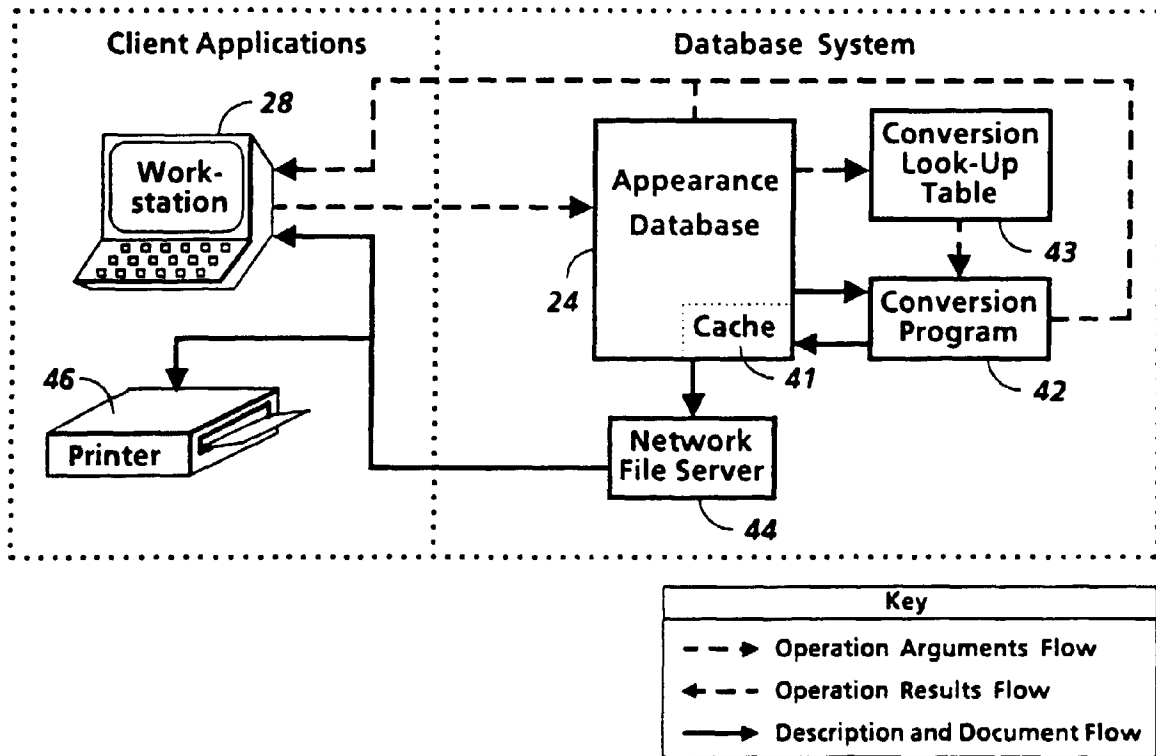 Client Applications
Database System
28
Work-
station
Appearance
Database
24
Cache
41
Conversion
Look-Up
Table
43
Conversion
Program
42
46
Printer
Network
File Server
44
Key
Operation Arguments Flow
Operation Results Flow
Description and Document Flow